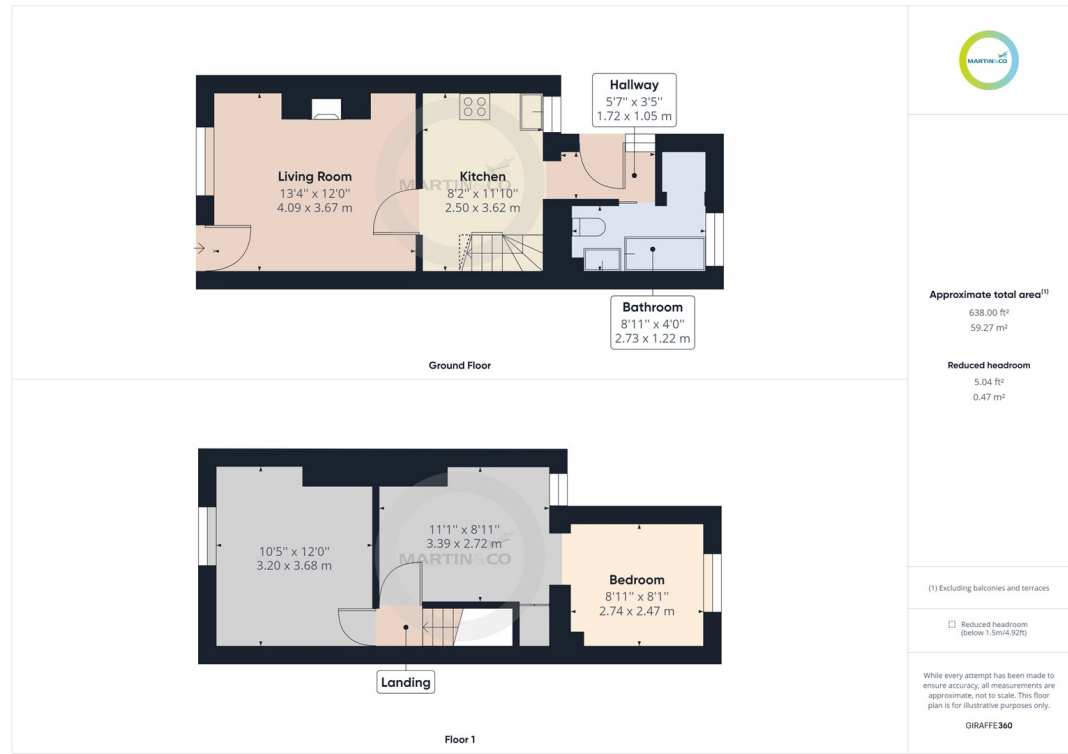 Hallway
5'7'' x 3'5''
1.72 x 1.05 m
Living Room
13'4'' x 12'0''
4.09 x 3.67 m
MARTIN&CO
Kitchen
8'2'' x 11'10''
2.50 x 3.62 m
Bathroom
8'11'' x 4'0''
2.73 x 1.22 m
Ground Floor
10'5'' x 12'0''
3.20 x 3.68 m
11'1'' x 8'11''
3.39 x 2.72 m
MARTIN&CO
Bedroom
8'11'' x 8'1''
2.74 x 2.47 m
Landing
Floor 1
MARTIN&CO
Approximate total area(1)
638.00 ft²
59.27 m²
Reduced headroom
5.04 ft²
0.47 m²
(1) Excluding balconies and terraces
Reduced headroom
(below 1.5m/4.92ft)
While every attempt has been made to
ensure accuracy, all measurements are
approximate, not to scale. This floor
plan is for illustrative purposes only.
GIRAFFE360